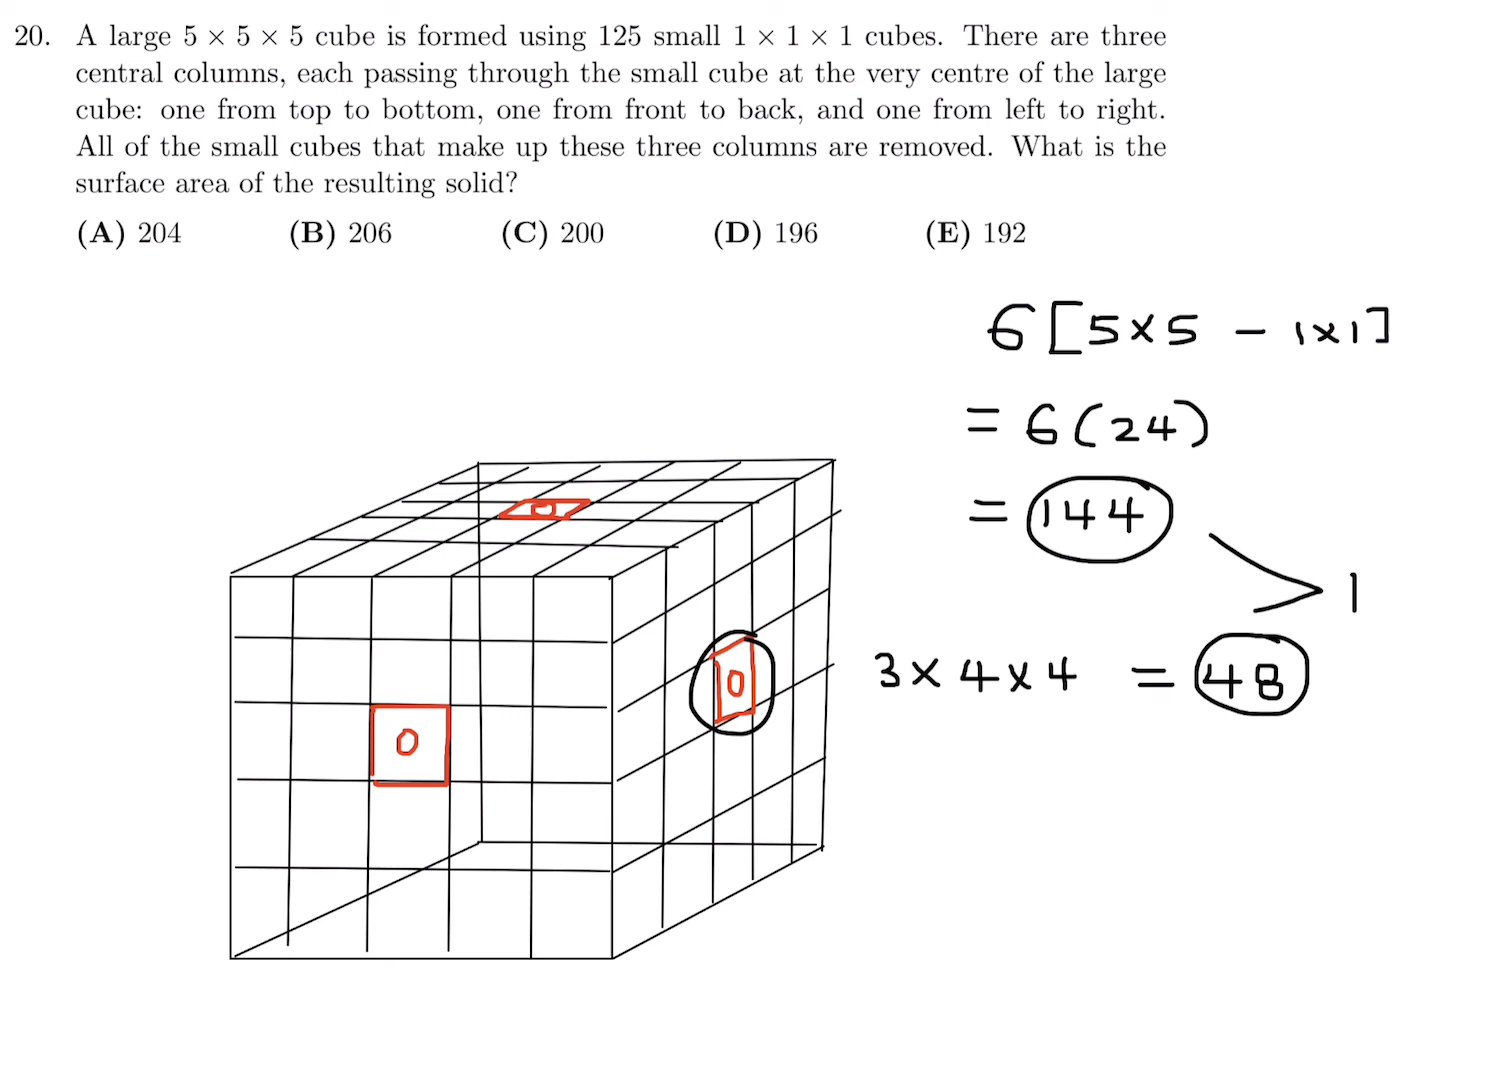 20. A large 5 × 5 × 5 cube is formed using 125 small 1 × 1 × 1 cubes. There are three
central columns, each passing through the small cube at the very centre of the large
cube: one from top to bottom, one from front to back, and one from left to right.
All of the small cubes that make up these three columns are removed. What is the
surface area of the resulting solid?
(A) 204 (B) 206 (C) 200 (D) 196 (E) 192
6[5×5 - 1×1]
= 6(24)
= 144
> 1
3×4×4 = 48
0
0
0